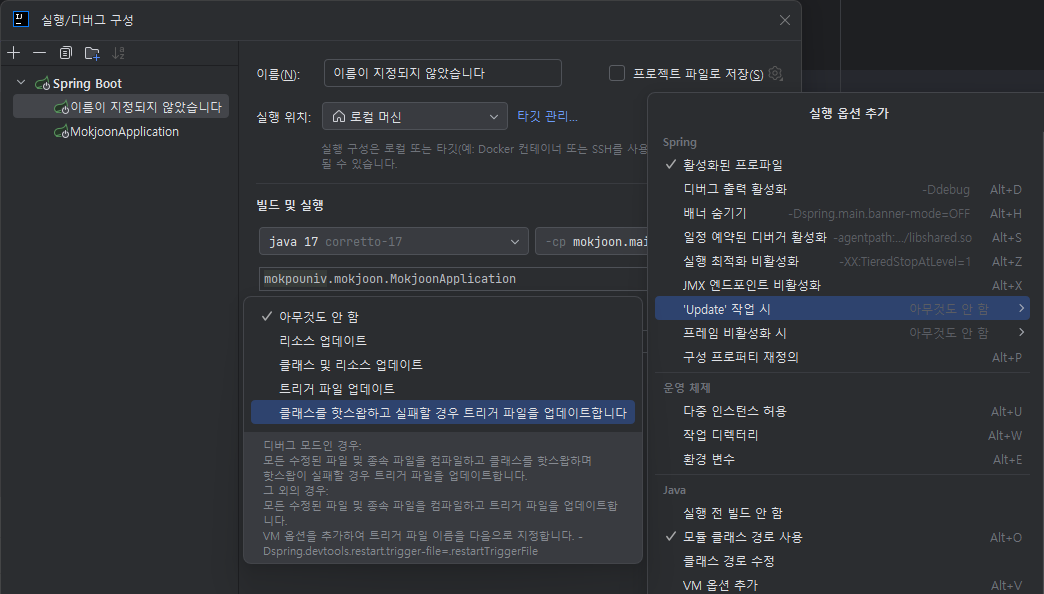 실행/디버그 구성
Spring Boot
이름이 지정되지 않았습니다
MokjoonApplication
이름(N):
이름이 지정되지 않았습니다
프로젝트 파일로 저장(S)
실행 위치:
로컬 머신
타깃 관리...
실행 구성은 로컬 또는 타깃(예: Docker 컨테이너 또는 SSH를 사용
될 수 있습니다.
빌드 및 실행
java 17 corretto-17
-cp mokjoon.mai
mokpouniv.mokjoon.MokjoonApplication
아무것도 안 함
리소스 업데이트
클래스 및 리소스 업데이트
트리거 파일 업데이트
클래스를 핫스왑하고 실패할 경우 트리거 파일을 업데이트합니다
디버그 모드인 경우:
모든 수정된 파일 및 종속 파일을 컴파일하고 클래스를 핫스왑하며
핫스왑이 실패할 경우 트리거 파일을 업데이트합니다.
그 외의 경우:
모든 수정된 파일 및 종속 파일을 컴파일하고 트리거 파일을 업데이트합
니다.
VM 옵션을 추가하여 트리거 파일 이름을 다음으로 지정합니다. -
Dspring.devtools.restart.trigger-file=.restartTriggerFile
실행 옵션 추가
Spring
활성화된 프로파일
디버그 출력 활성화 -Ddebug Alt+D
배너 숨기기 -Dspring.main.banner-mode=OFF Alt+H
일정 예약된 디버거 활성화 -agentpath:.../libshared.so Alt+S
실행 최적화 비활성화 -XX:TieredStopAtLevel=1 Alt+Z
JMX 엔드포인트 비활성화 Alt+X
'Update' 작업 시 아무것도 안 함
프레임 비활성화 시 아무것도 안 함
구성 프로퍼티 재정의 Alt+P
운영 체제
다중 인스턴스 허용 Alt+U
작업 디렉터리 Alt+W
환경 변수 Alt+E
Java
실행 전 빌드 안 함
모듈 클래스 경로 사용 Alt+O
클래스 경로 수정
VM 옵션 추가 Alt+V